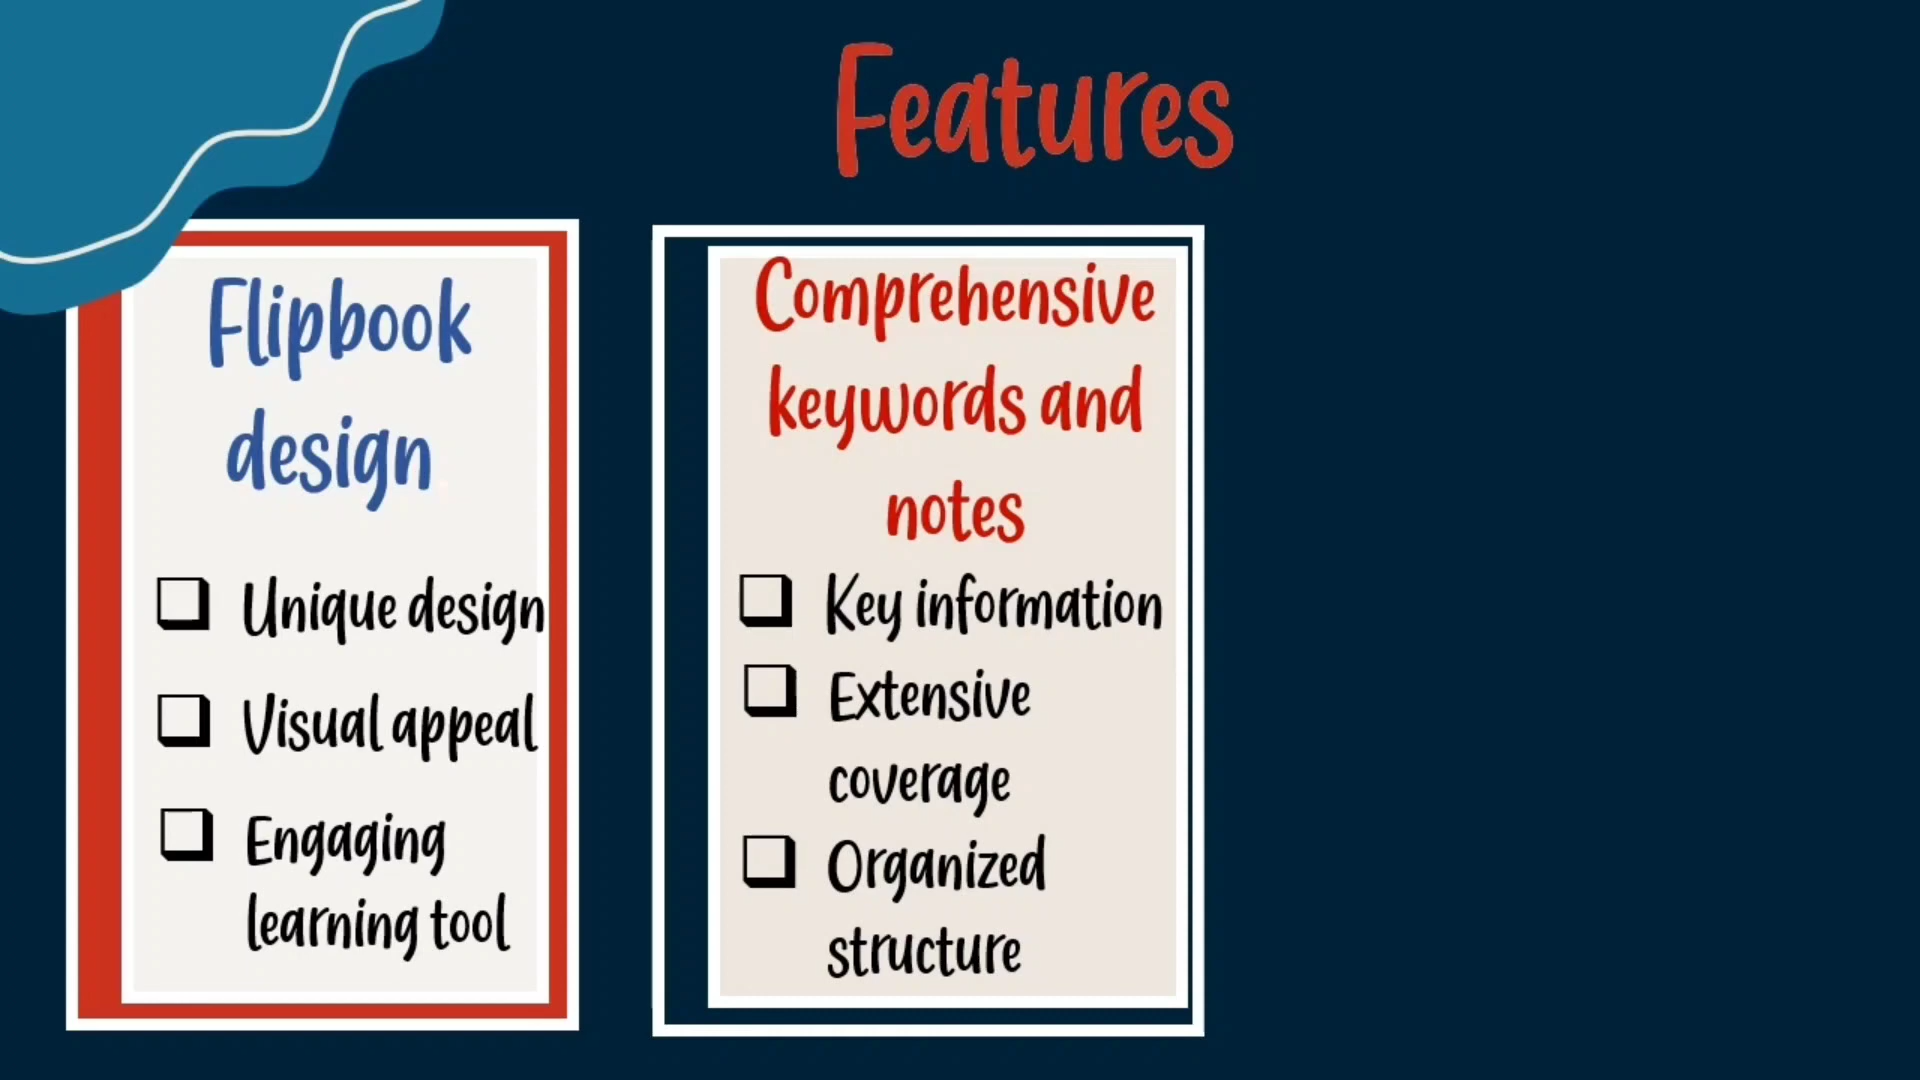 Features
Flipbook
design
Unique design
Visual appeal
Engaging
learning tool
Comprehensive
keywords and
notes
Key information
Extensive
coverage
Organized
structure